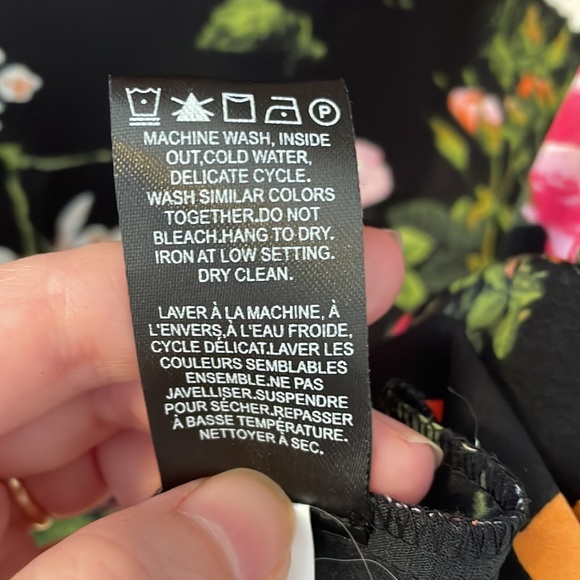 P
MACHINE WASH, INSIDE
OUT,COLD WATER,
DELICATE CYCLE.
WASH SIMILAR COLORS
TOGETHER.DO NOT
BLEACH.HANG TO DRY.
IRON AT LOW SETTING.
DRY CLEAN.
LAVER À LA MACHINE, À
L'ENVERS,À L'EAU FROIDE,
CYCLE DÉLICAT.LAVER LES
COULEURS SEMBLABLES
ENSEMBLE.NE PAS
JAVELLISER.SUSPENDRE
POUR SÉCHER.REPASSER
À BASSE TEMPÉRATURE.
NETTOYER À SEC.